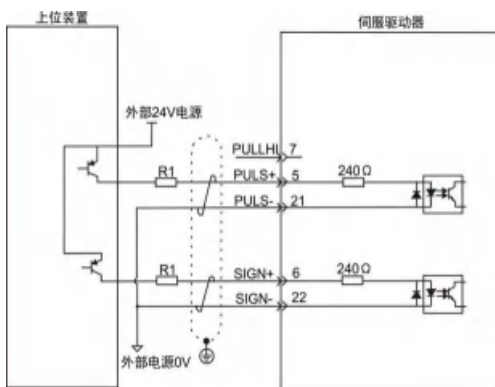 上位装置
伺服驱动器
外部24V电源
PULLHI 7
R1
PULS+ 5
240Ω
PULS- 21
R1
SIGN+ 6
240Ω
SIGN- 22
外部电源0V